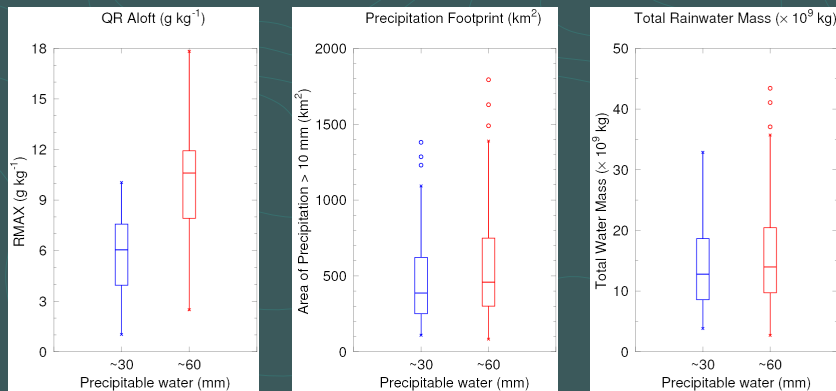 QR Aloft (g kg⁻¹)
RMAX (g kg⁻¹)
18
15
12
9
6
3
0
~30 ~60
Precipitable water (mm)
Precipitation Footprint (km²)
Area of Precipitation > 10 mm (km²)
2000
1500
1000
500
0
~30 ~60
Precipitable water (mm)
Total Rainwater Mass (× 10⁹ kg)
Total Water Mass (× 10⁹ kg)
50
40
30
20
10
0
~30 ~60
Precipitable water (mm)